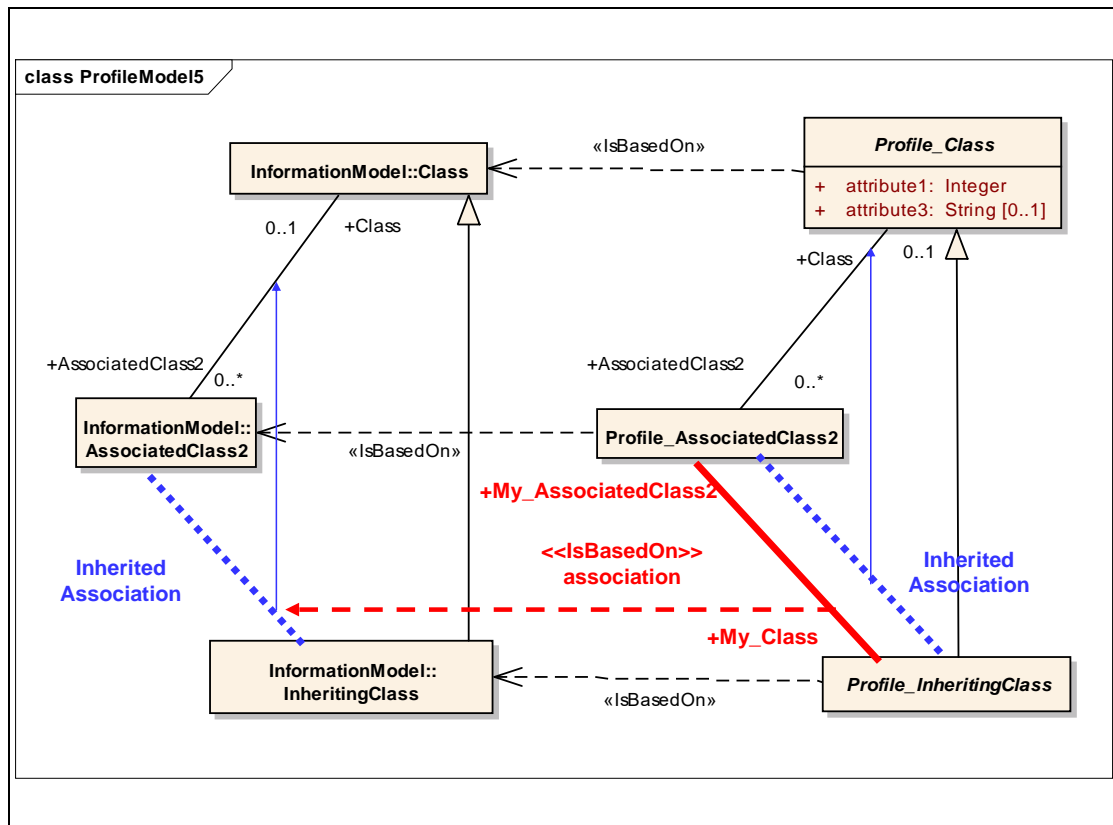 class ProfileModel5
InformationModel::Class
«IsBasedOn»
Profile_Class
+ attribute1: Integer
+ attribute3: String [0..1]
0..1
+Class
+Class
0..1
+AssociatedClass2
0..*
+AssociatedClass2
0..*
InformationModel::
AssociatedClass2
«IsBasedOn»
Profile_AssociatedClass2
+My_AssociatedClass2
Inherited
Association
<<IsBasedOn>>
association
Inherited
Association
+My_Class
InformationModel::
InheritingClass
«IsBasedOn»
Profile_InheritingClass